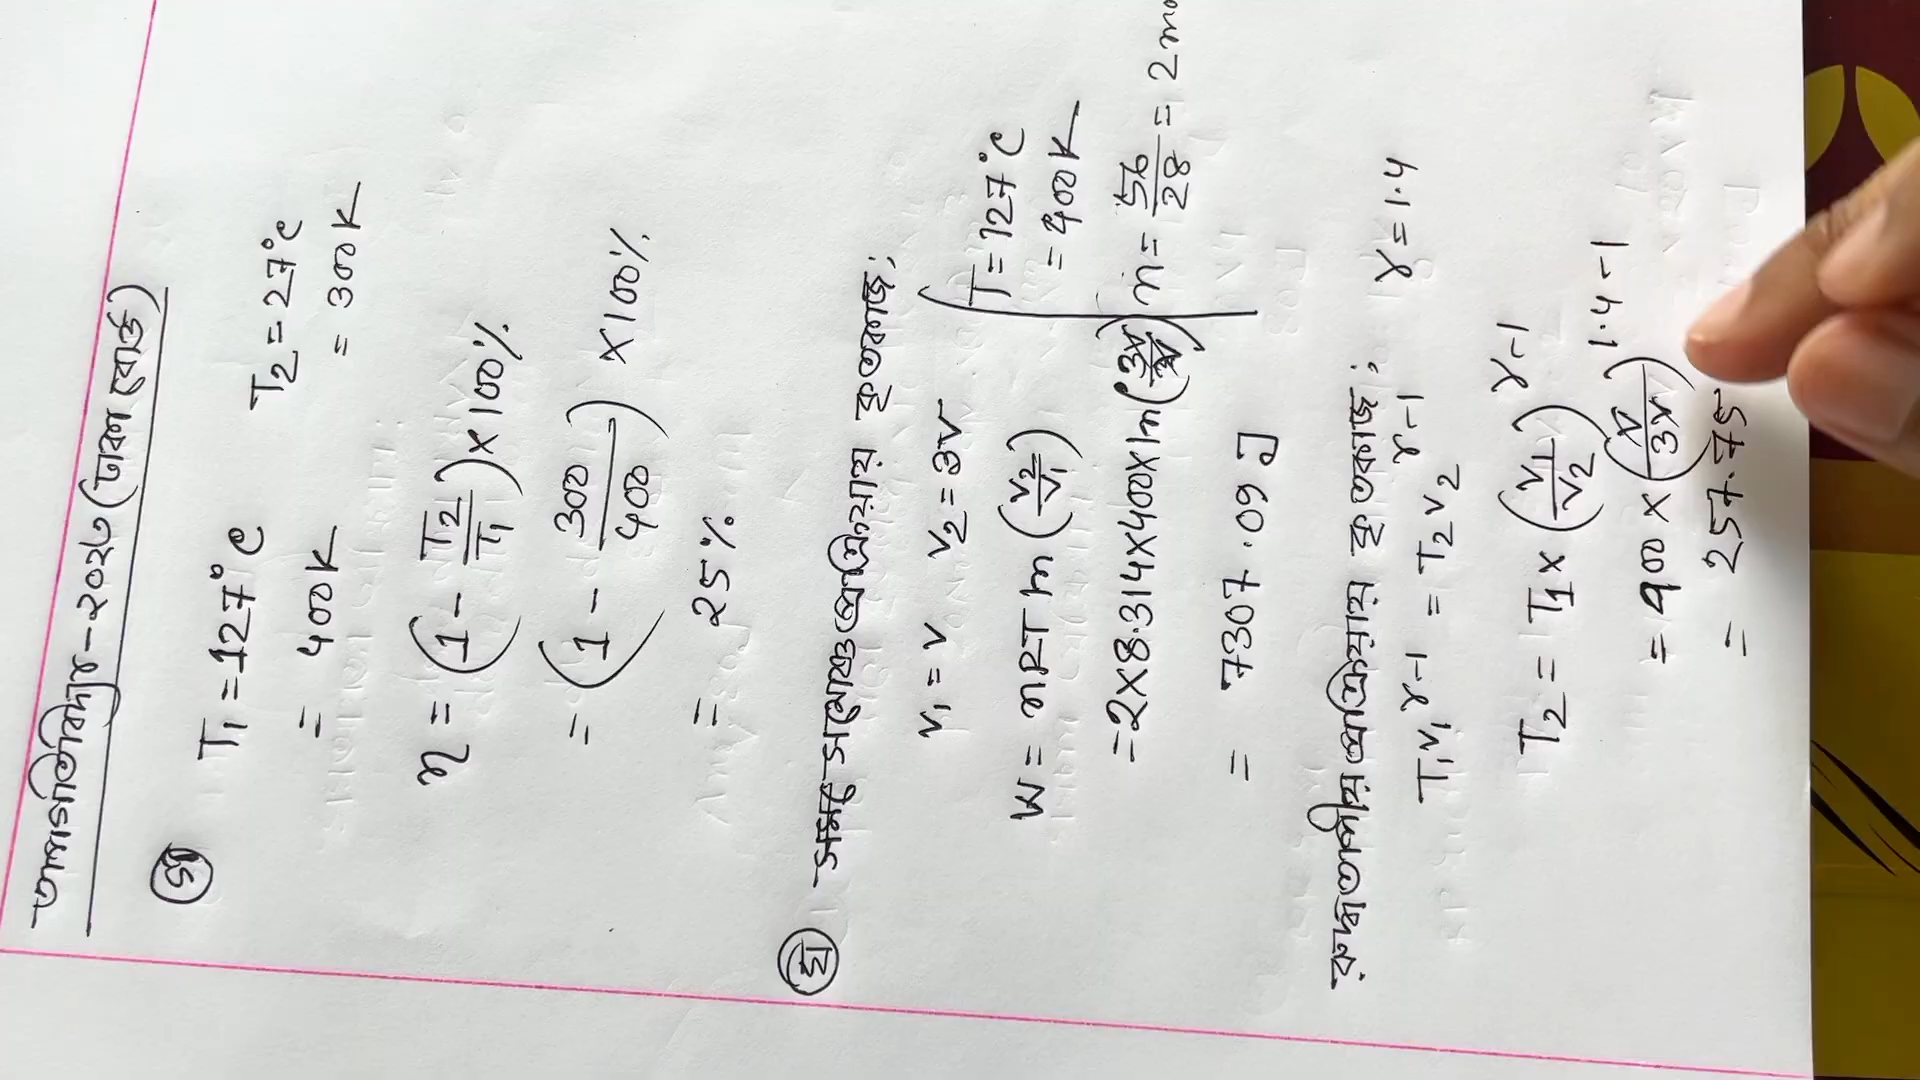 তাপগতিবিদ্যা-২০২৩ (ঢাকা বোর্ড)
গ
T₁ = 127°C T₂ = 27°C
= 400K = 300K
η = (1 - T₂/T₁) × 100%
= (1 - 300/400) × 100%
= 25%
ঘ সমোষ্ণ প্রক্রিয়ায় কৃতকাজ:
V₁ = V V₂ = 3V T = 127°C
= 400K
W = nRT ln (V₂/V₁)
= 2×8.314×400×ln(3V/V) n = 56/28 = 2 mo
= 7307.09 J
রুদ্ধতাপীয় প্রক্রিয়ায় কৃতকাজ: γ = 1.4
T₁V₁^γ-1 = T₂V₂^γ-1
T₂ = T₁ × (V₁/V₂)^γ-1
= 400 × (V/3V)^1.4-1
= 257.75